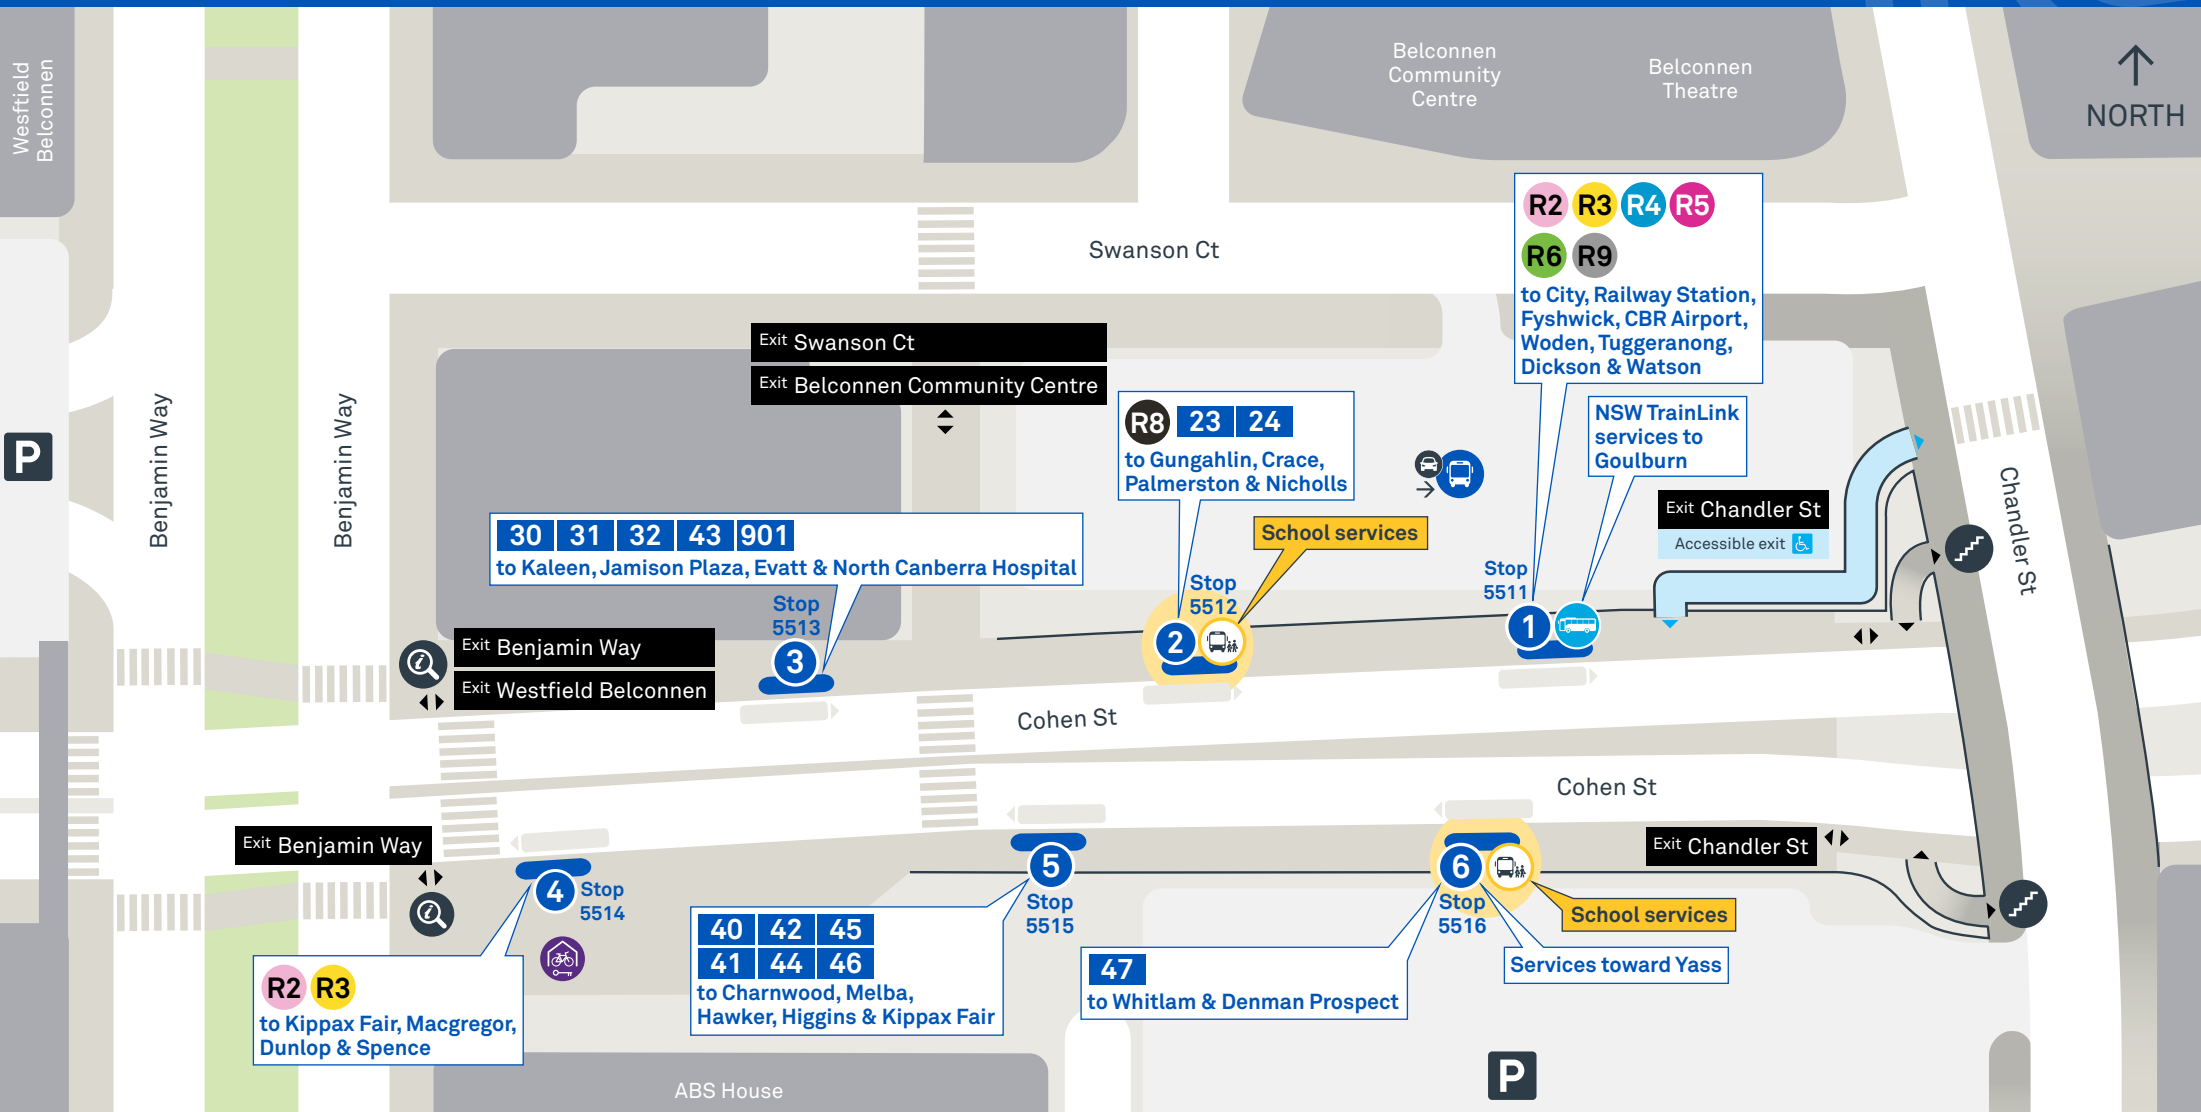 Wesftield
Belconnen
Belconnen
Community
Centre
Belconnen
Theatre
NORTH
R2 R3 R4 R5
R6 R9
to City, Railway Station,
Fyshwick, CBR Airport,
Woden, Tuggeranong,
Dickson & Watson
Swanson Ct
Exit Swanson Ct
Exit Belconnen Community Centre
R8 23 24
to Gungahlin, Crace,
Palmerston & Nicholls
NSW TrainLink
services to
Goulburn
P
Benjamin Way
Benjamin Way
Exit Chandler St
Accessible exit
Chandler St
School services
30 31 32 43 901
to Kaleen, Jamison Plaza, Evatt & North Canberra Hospital
Stop
5513
3
Stop
5512
2
Stop
5511
1
i
Exit Benjamin Way
Exit Westfield Belconnen
Cohen St
Cohen St
Exit Benjamin Way
i
4
Stop
5514
5
Stop
5515
6
Stop
5516
Exit Chandler St
School services
Services toward Yass
R2 R3
to Kippax Fair, Macgregor,
Dunlop & Spence
40 42 45
41 44 46
to Charnwood, Melba,
Hawker, Higgins & Kippax Fair
47
to Whitlam & Denman Prospect
ABS House
P